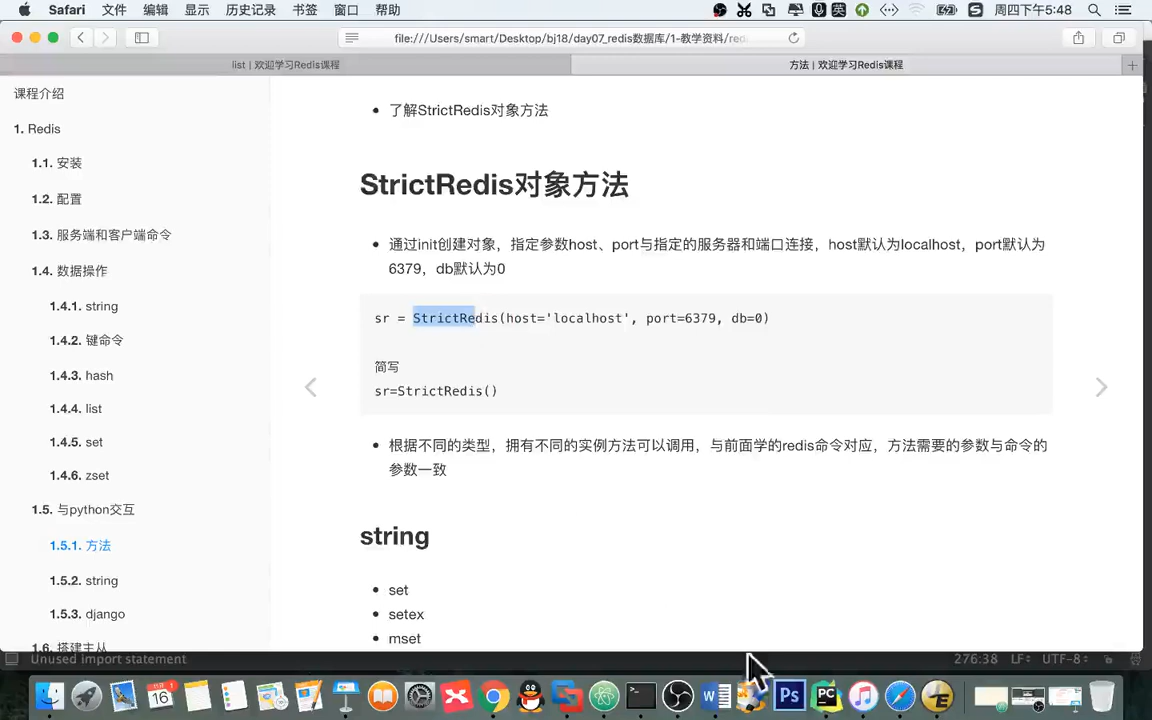 Safari 文件 编辑 显示 历史记录 书签 窗口 帮助 英 周四下午5:48
file:///Users/smart/Desktop/bj18/day07_redis数据库/1-教学资料/red
list | 欢迎学习Redis课程 方法 | 欢迎学习Redis课程
课程介绍
1. Redis
1.1. 安装
1.2. 配置
1.3. 服务端和客户端命令
1.4. 数据操作
1.4.1. string
1.4.2. 键命令
1.4.3. hash
1.4.4. list
1.4.5. set
1.4.6. zset
1.5. 与python交互
1.5.1. 方法
1.5.2. string
1.5.3. django
1.6. 搭建主从
• 了解StrictRedis对象方法
StrictRedis对象方法
• 通过init创建对象，指定参数host、port与指定的服务器和端口连接，host默认为localhost，port默认为
6379，db默认为0
sr = StrictRedis(host='localhost', port=6379, db=0)
简写
sr=StrictRedis()
• 根据不同的类型，拥有不同的实例方法可以调用，与前面学的redis命令对应，方法需要的参数与命令的
参数一致
string
• set
• setex
• mset
Unused import statement 276:38 LF UTF-8
16 W Ps PC